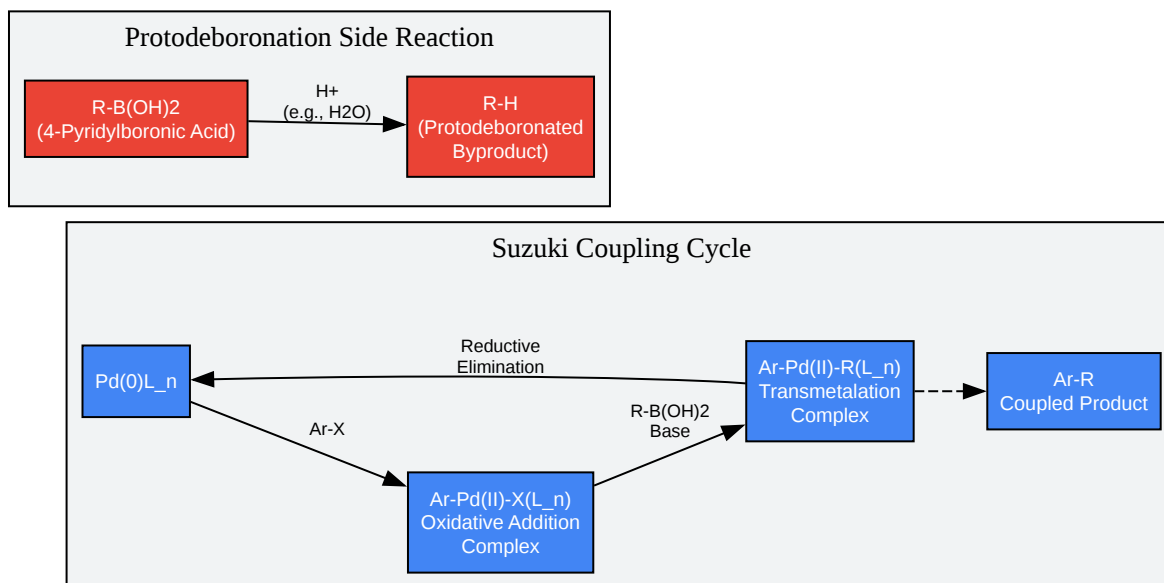 Protodeboronation Side Reaction
R-B(OH)2
(4-Pyridylboronic Acid)
H+
(e.g., H2O)
R-H
(Protodeboronated
Byproduct)
Suzuki Coupling Cycle
Pd(0)L_n
Reductive
Elimination
Ar-X
Ar-Pd(II)-X(L_n)
Oxidative Addition
Complex
R-B(OH)2
Base
Ar-Pd(II)-R(L_n)
Transmetalation
Complex
Ar-R
Coupled Product